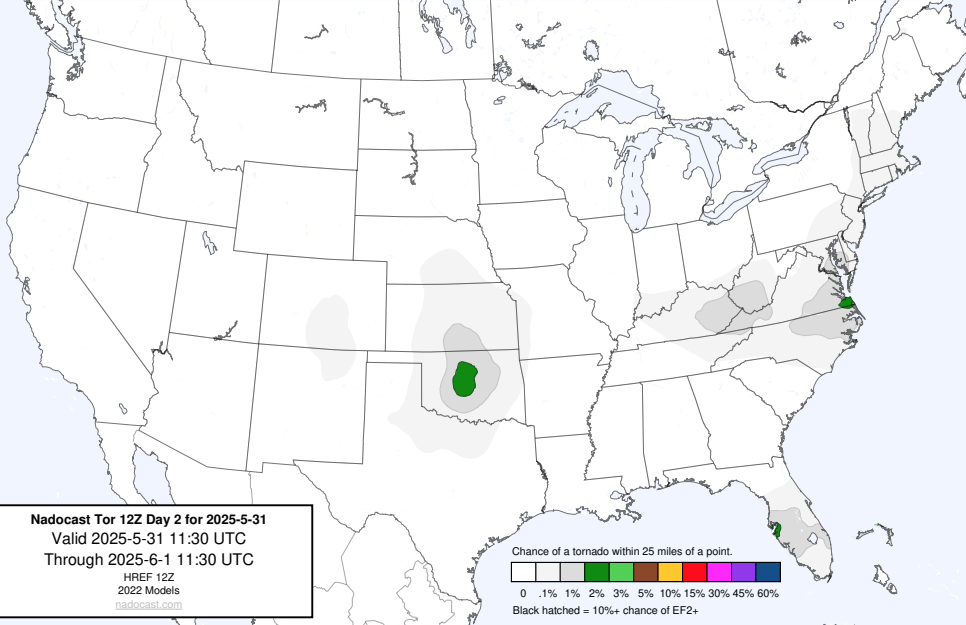 Nadocast Tor 12Z Day 2 for 2025-5-31
Valid 2025-5-31 11:30 UTC
Through 2025-6-1 11:30 UTC
HREF 12Z
2022 Models
nadocast.com
Chance of a tornado within 25 miles of a point.
0 .1% 1% 2% 3% 5% 10% 15% 30% 45% 60%
Black hatched = 10%+ chance of EF2+